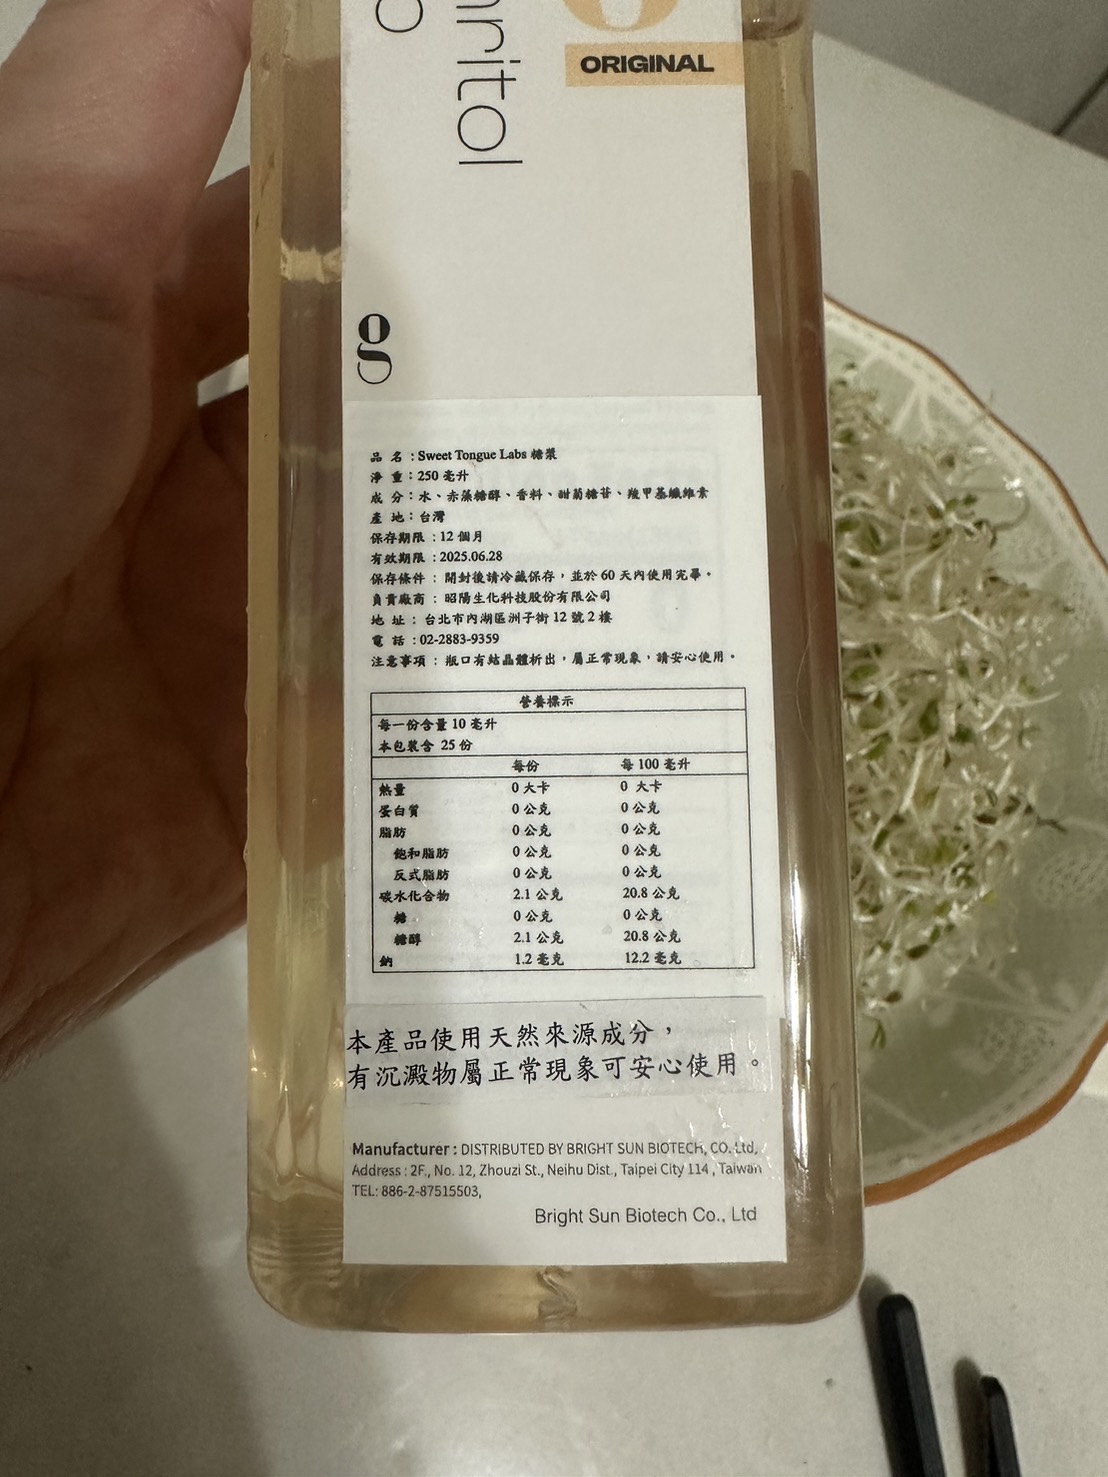 ORIGINAL
品 名 : Sweet Tongue Labs 糖漿
淨 重 : 250 毫升
成 分 : 水、赤藻糖醇、香料、甜菊糖苷、羧甲基纖維素
產 地 : 台灣
保存期限 : 12 個月
有效期限 : 2025.06.28
保存條件 : 開封後請冷藏保存，並於 60 天內使用完畢。
負責廠商 : 昭陽生化科技股份有限公司
地 址 : 台北市內湖區洲子街 12 號 2 樓
電 話 : 02-2883-9359
注意事項 : 瓶口有結晶體析出，屬正常現象，請安心使用。
營養標示
每一份含量 10 毫升
本包裝含 25 份
每份 每 100 毫升
熱量 0 大卡 0 大卡
蛋白質 0 公克 0 公克
脂肪 0 公克 0 公克
飽和脂肪 0 公克 0 公克
反式脂肪 0 公克 0 公克
碳水化合物 2.1 公克 20.8 公克
糖 0 公克 0 公克
糖醇 2.1 公克 20.8 公克
鈉 1.2 毫克 12.2 毫克
本產品使用天然來源成分，
有沉澱物屬正常現象可安心使用。
Manufacturer : DISTRIBUTED BY BRIGHT SUN BIOTECH, CO. Ltd,
Address : 2F., No. 12, Zhouzi St., Neihu Dist., Taipei City 114 , Taiwan
TEL: 886-2-87515503,
Bright Sun Biotech Co., Ltd